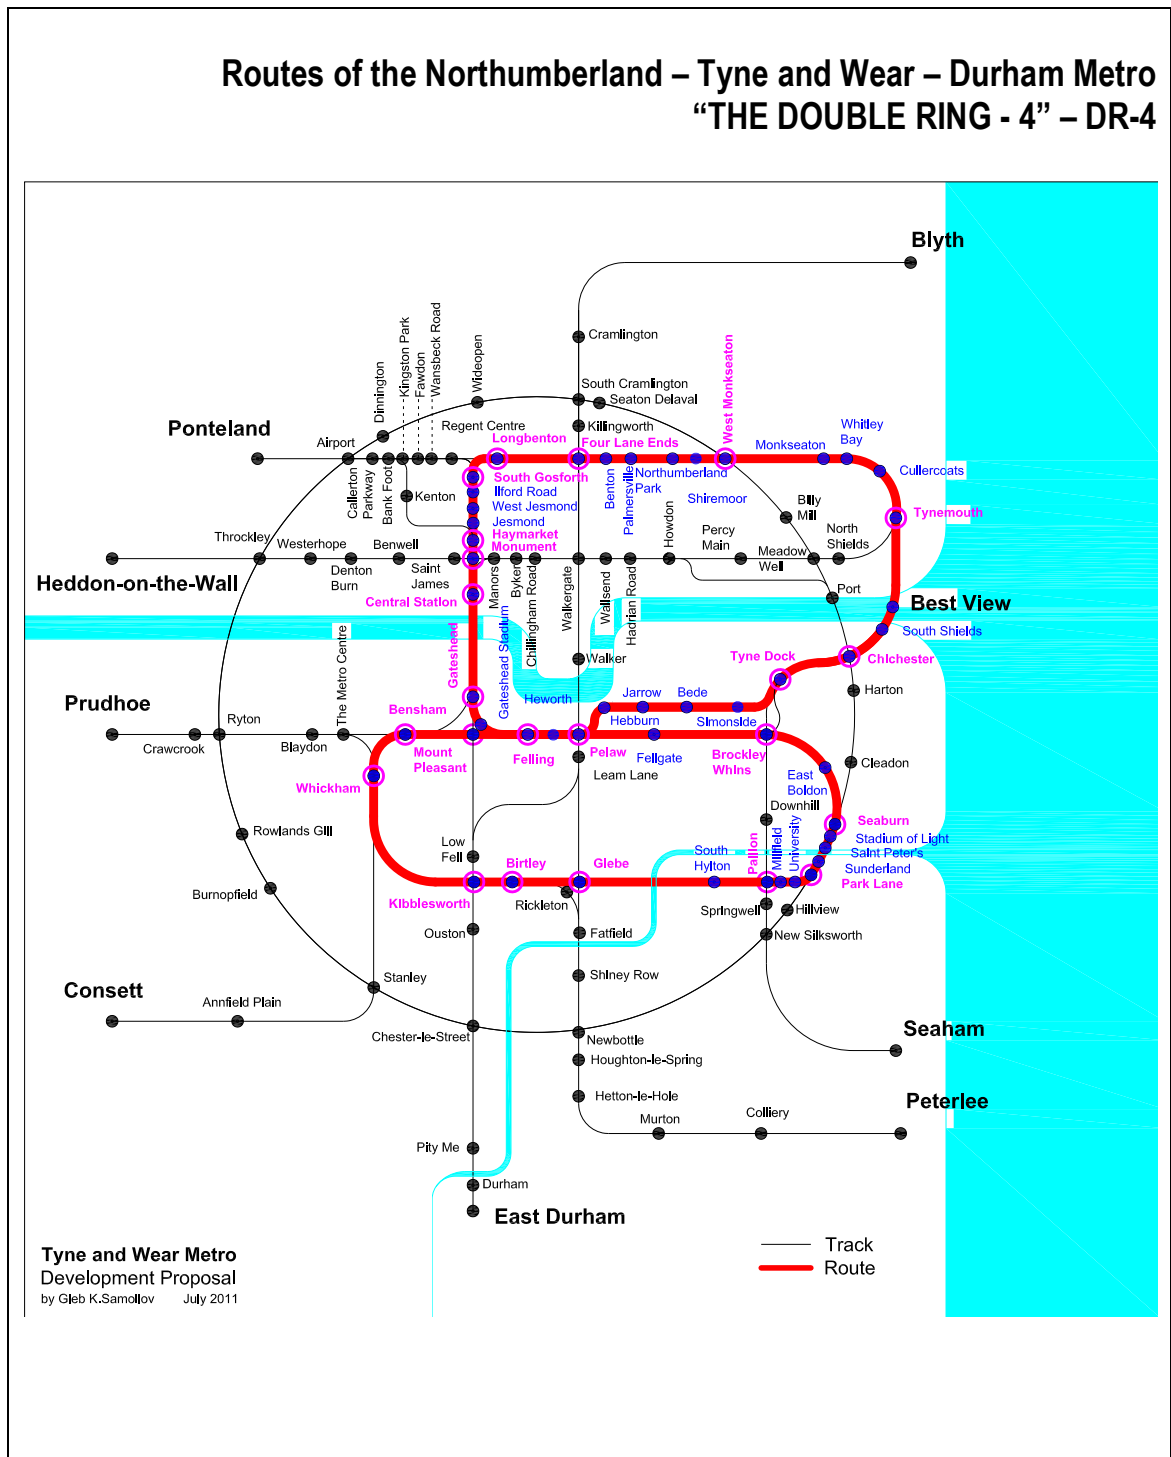 Routes of the Northumberland – Tyne and Wear – Durham Metro
“THE DOUBLE RING - 4” – DR-4
Blyth
Cramlington
South Cramlington
Seaton Delaval
Killingworth
Wideopen
Wansbeck Road
Fawdon
Kingston Park
Dinnington
Regent Centre
Ponteland
Airport
Callerton
Parkway
Bank Foot
Kenton
Longbenton
Four Lane Ends
West Monkseaton
Monkseaton
Whitley
Bay
Cullercoats
Tynemouth
South Gosforth
Ilford Road
West Jesmond
Jesmond
Haymarket
Monument
Benton
Palmersville
Northumberland
Park
Shiremoor
Billy
Mill
North
Shields
Percy
Main
Meadow
Well
Howdon
Port
Throckley
Westerhope
Denton
Burn
Benwell
Saint
James
Heddon-on-the-Wall
Manors
Byker
Chillingham Road
Walkergate
Wallsend
Hadrian Road
Central Station
Best View
South Shields
Chichester
Tyne Dock
Walker
Gateshead
Gateshead Stadium
Heworth
Jarrow
Bede
Hebburn
Simonside
Harton
The Metro Centre
Bensham
Prudhoe
Ryton
Crawcrook
Blaydon
Mount
Pleasant
Felling
Pelaw
Fellgate
Brockley
Whins
Cleadon
Whickham
Leam Lane
East
Boldon
Downhill
Seaburn
Stadium of Light
Saint Peter's
Sunderland
Park Lane
Rowlands Gill
Low
Fell
South
Hylton
Pallion
Millfield
University
Burnopfield
Birtley
Glebe
Kibblesworth
Rickleton
Springwell
Hillview
Ouston
Fatfield
New Silksworth
Stanley
Shiney Row
Consett
Annfield Plain
Chester-le-Street
Newbottle
Houghton-le-Spring
Seaham
Hetton-le-Hole
Peterlee
Murton
Colliery
Pity Me
Durham
East Durham
Tyne and Wear Metro
Development Proposal
by Gleb K.Samoilov July 2011
Track
Route